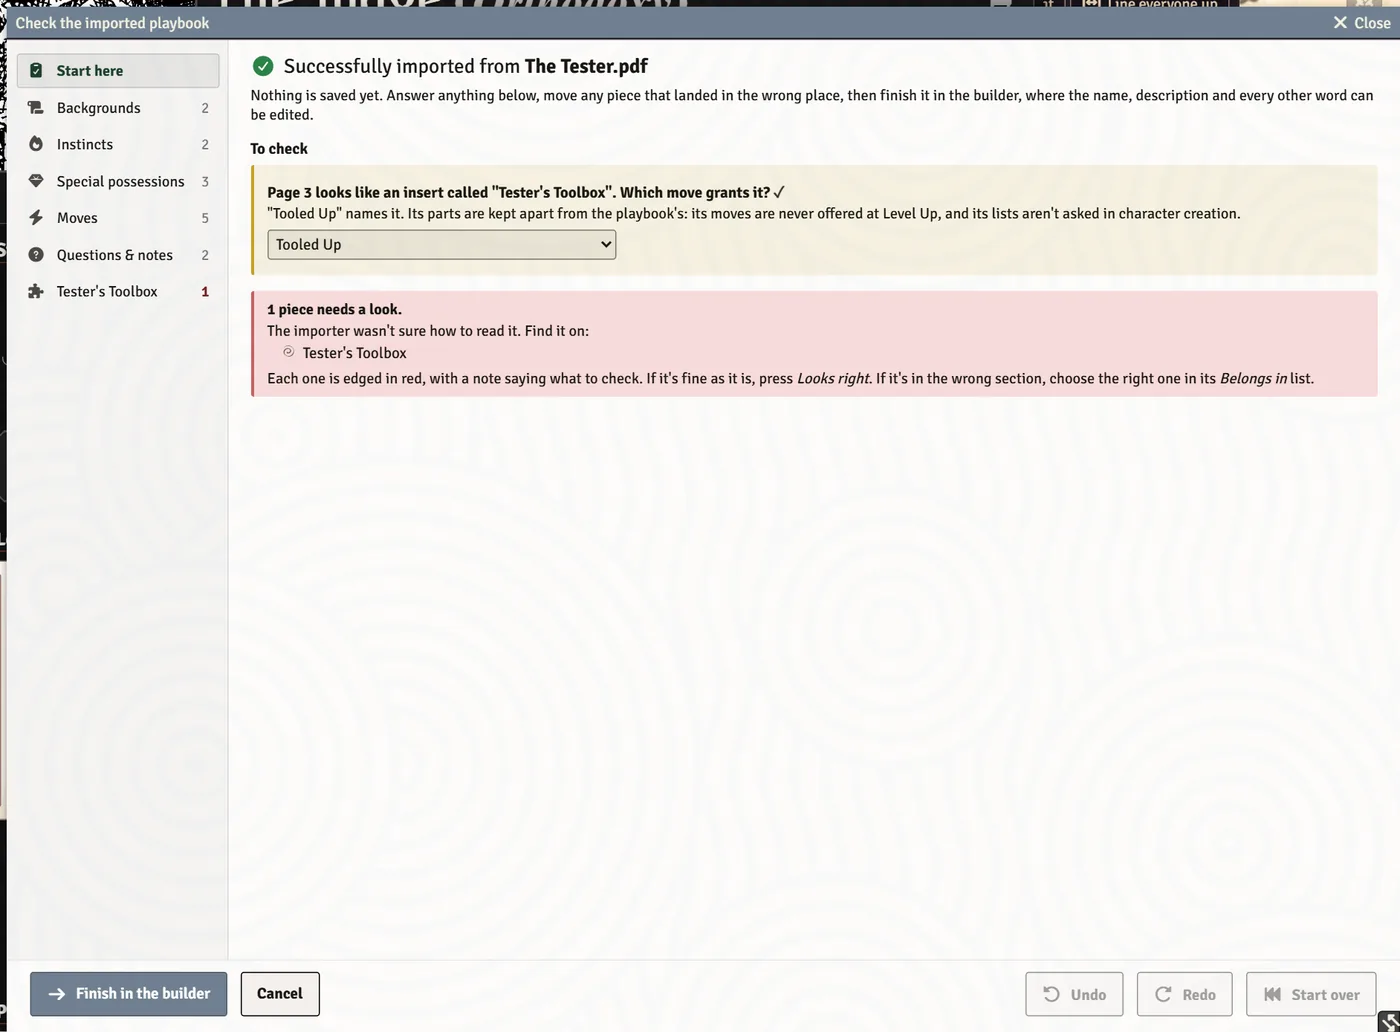 Check the imported playbook
Close
Start here
Backgrounds 2
Instincts 2
Special possessions 3
Moves 5
Questions & notes 2
Tester's Toolbox 1
Successfully imported from The Tester.pdf
Nothing is saved yet. Answer anything below, move any piece that landed in the wrong place, then finish it in the builder, where the name, description and every other word can
be edited.
To check
Page 3 looks like an insert called "Tester's Toolbox". Which move grants it? ✓
"Tooled Up" names it. Its parts are kept apart from the playbook's: its moves are never offered at Level Up, and its lists aren't asked in character creation.
Tooled Up
1 piece needs a look.
The importer wasn't sure how to read it. Find it on:
Tester's Toolbox
Each one is edged in red, with a note saying what to check. If it's fine as it is, press Looks right. If it's in the wrong section, choose the right one in its Belongs in list.
Finish in the builder
Cancel
Undo
Redo
Start over